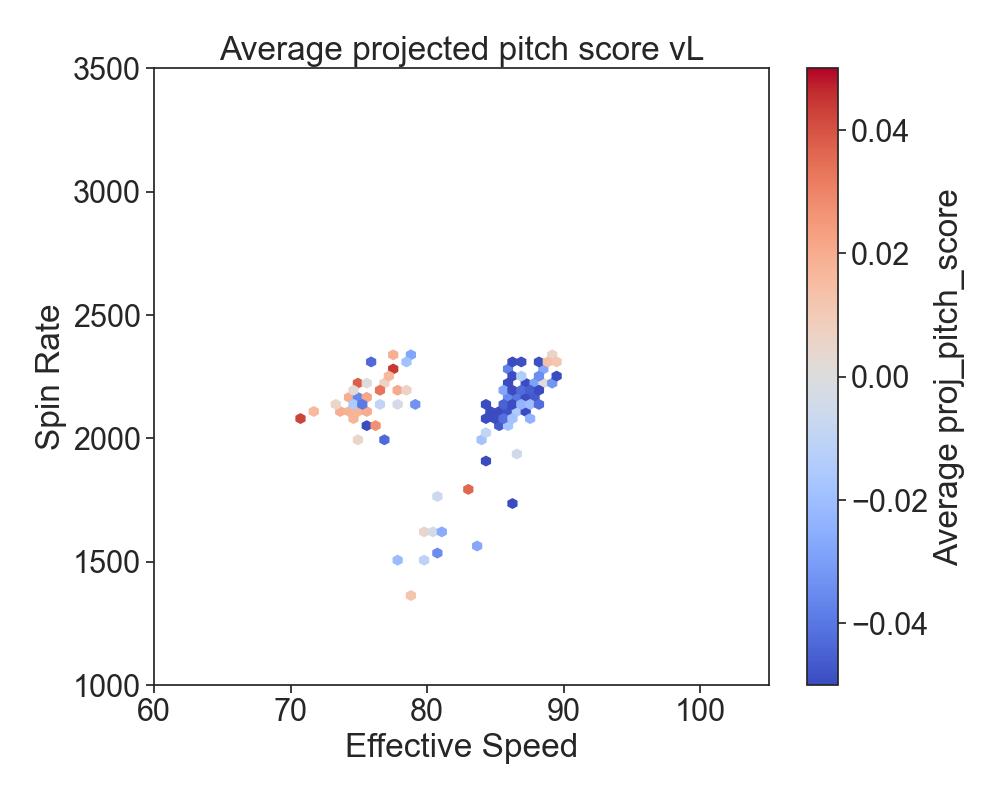 Average projected pitch score vL
3500
3000
2500
2000
1500
1000
Spin Rate
60 70 80 90 100
Effective Speed
0.04
0.02
0.00
−0.02
−0.04
Average proj_pitch_score